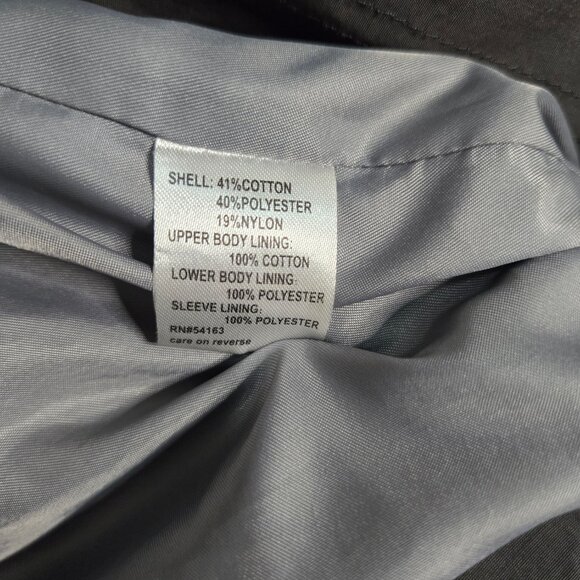 SHELL: 41%COTTON
40%POLYESTER
19%NYLON
UPPER BODY LINING:
100% COTTON
LOWER BODY LINING:
100% POLYESTER
SLEEVE LINING:
100% POLYESTER
RN#54163
care on reverse